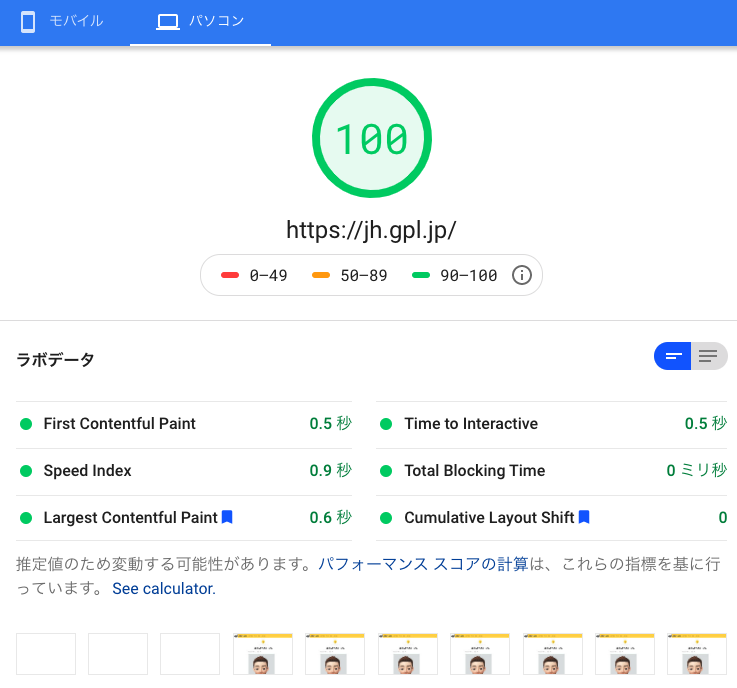 モバイル
パソコン
100
https://jh.gpl.jp/
0–49 50–89 90–100
ラボデータ
First Contentful Paint 0.5 秒
Time to Interactive 0.5 秒
Speed Index 0.9 秒
Total Blocking Time 0 ミリ秒
Largest Contentful Paint 0.6 秒
Cumulative Layout Shift 0
推定値のため変動する可能性があります。パフォーマンス スコアの計算は、これらの指標を基に行
っています。 See calculator.